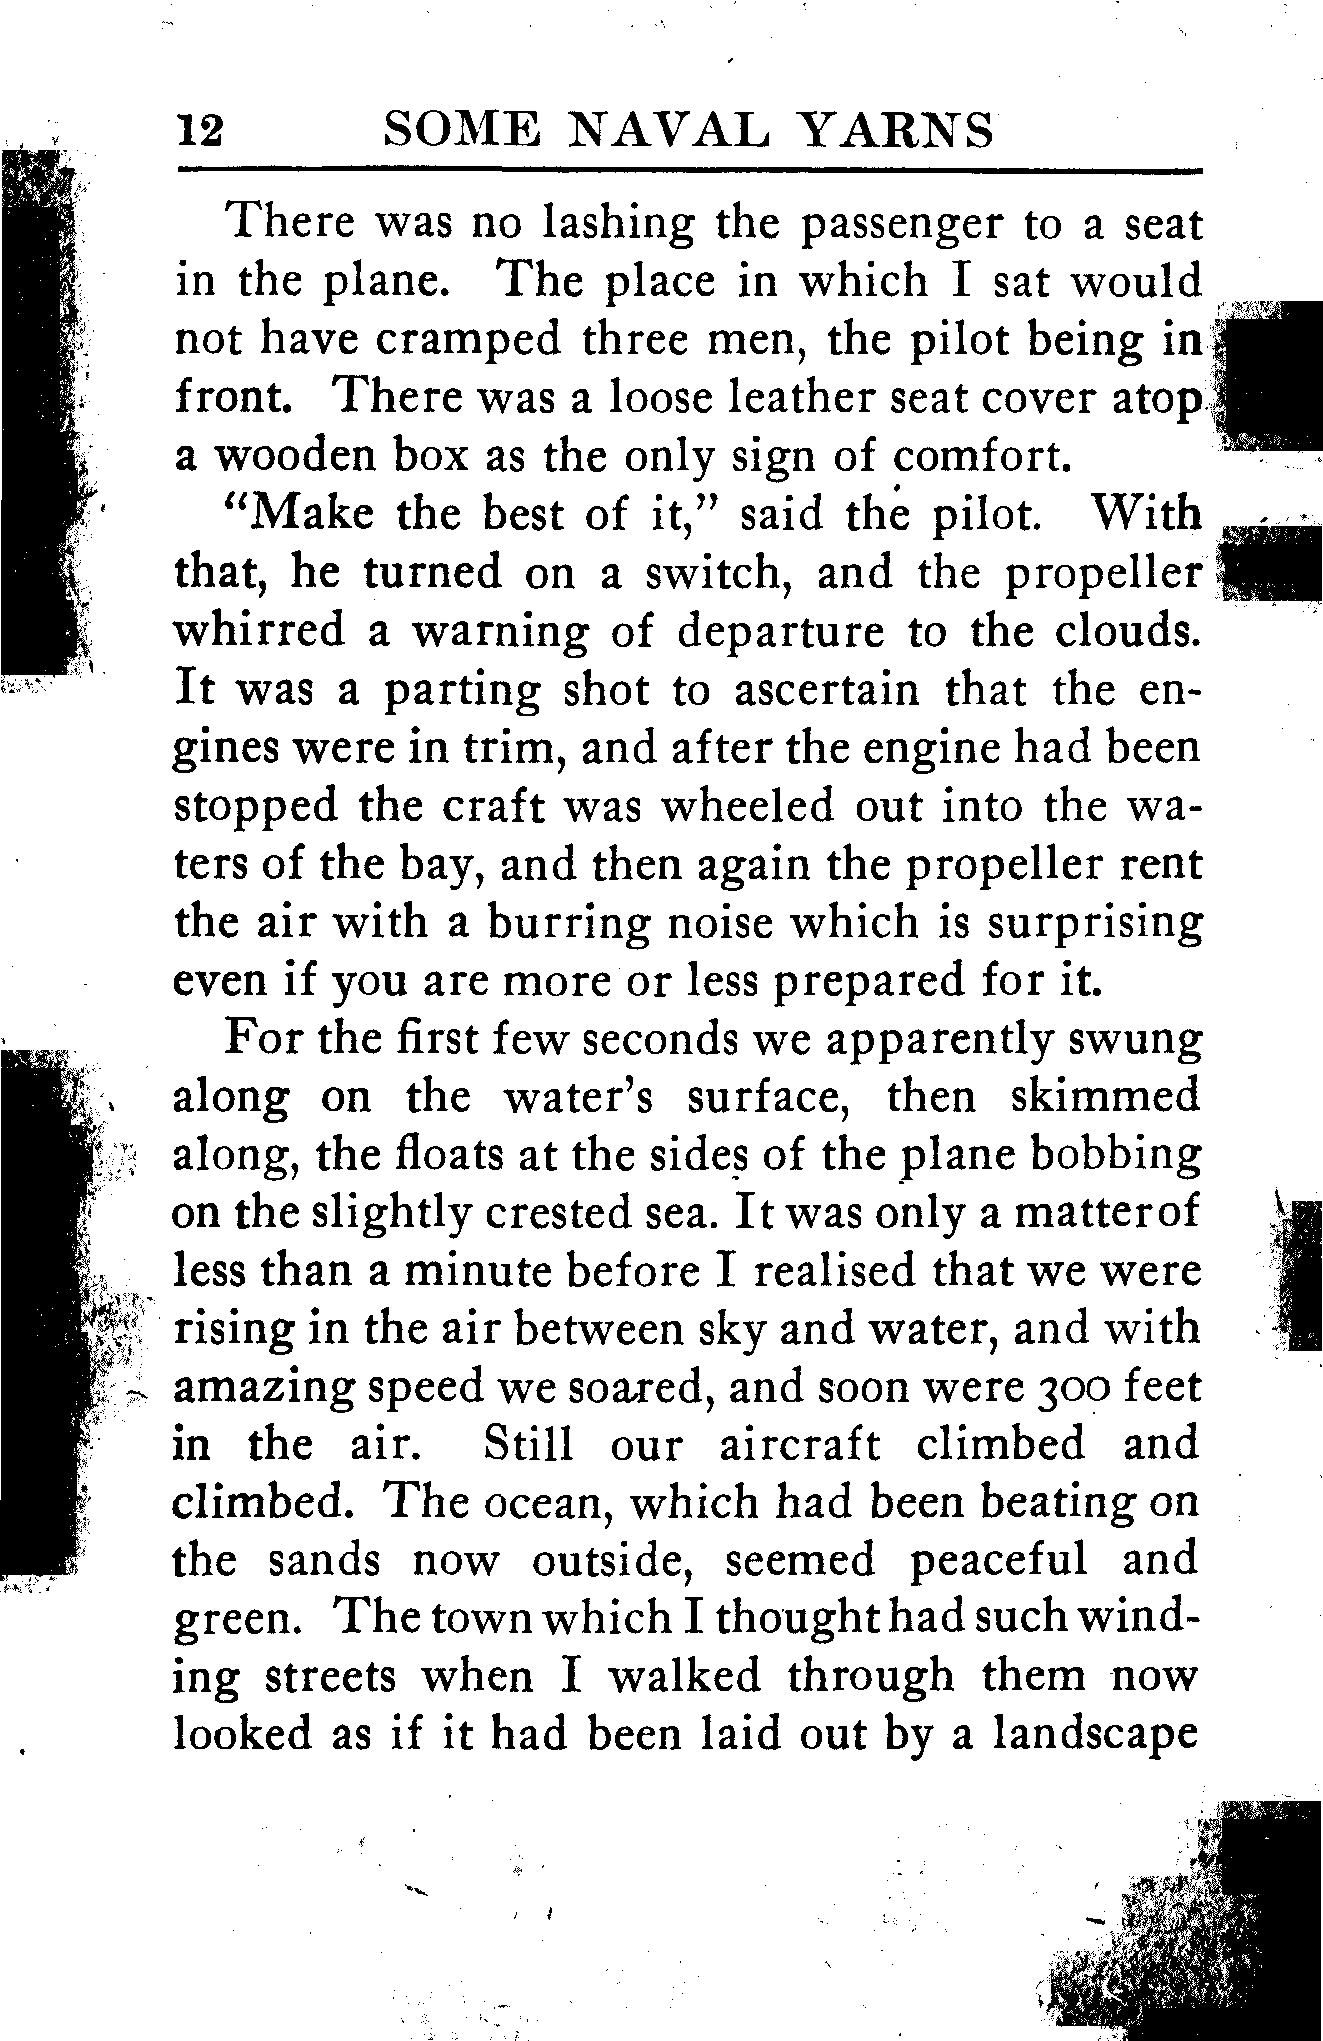 12 SOME NAVAL YARNS
There was no lashing the passenger to a seat
in the plane. The place in which I sat would
not have cramped three men, the pilot being in
front. There was a loose leather seat cover atop
a wooden box as the only sign of comfort.
“Make the best of it,” said the pilot. With
that, he turned on a switch, and the propeller
whirred a warning of departure to the clouds.
It was a parting shot to ascertain that the en-
gines were in trim, and after the engine had been
stopped the craft was wheeled out into the wa-
ters of the bay, and then again the propeller rent
the air with a burring noise which is surprising
even if you are more or less prepared for it.
For the first few seconds we apparently swung
along on the water’s surface, then skimmed
along, the floats at the sides of the plane bobbing
on the slightly crested sea. It was only a matter of
less than a minute before I realised that we were
rising in the air between sky and water, and with
amazing speed we soared, and soon were 300 feet
in the air. Still our aircraft climbed and
climbed. The ocean, which had been beating on
the sands now outside, seemed peaceful and
green. The town which I thought had such wind-
ing streets when I walked through them now
looked as if it had been laid out by a landscape